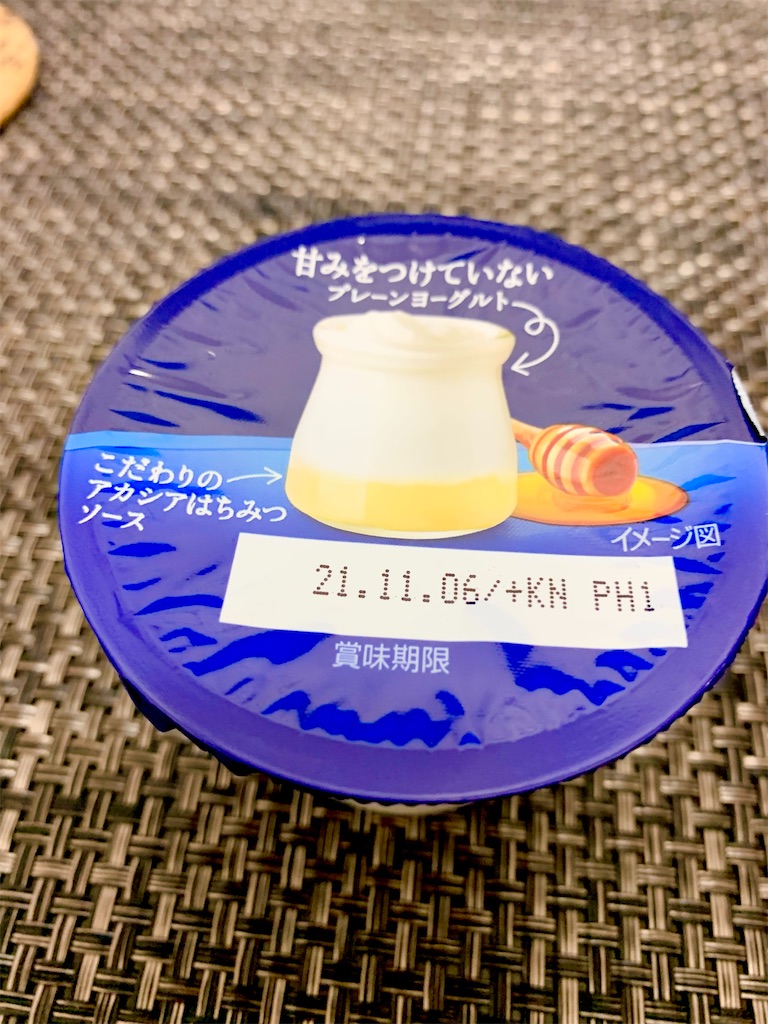 甘みをつけていない
プレーンヨーグルト
こだわりの
アカシアはちみつ
ソース
イメージ図
21.11.06/+KN PH1
賞味期限